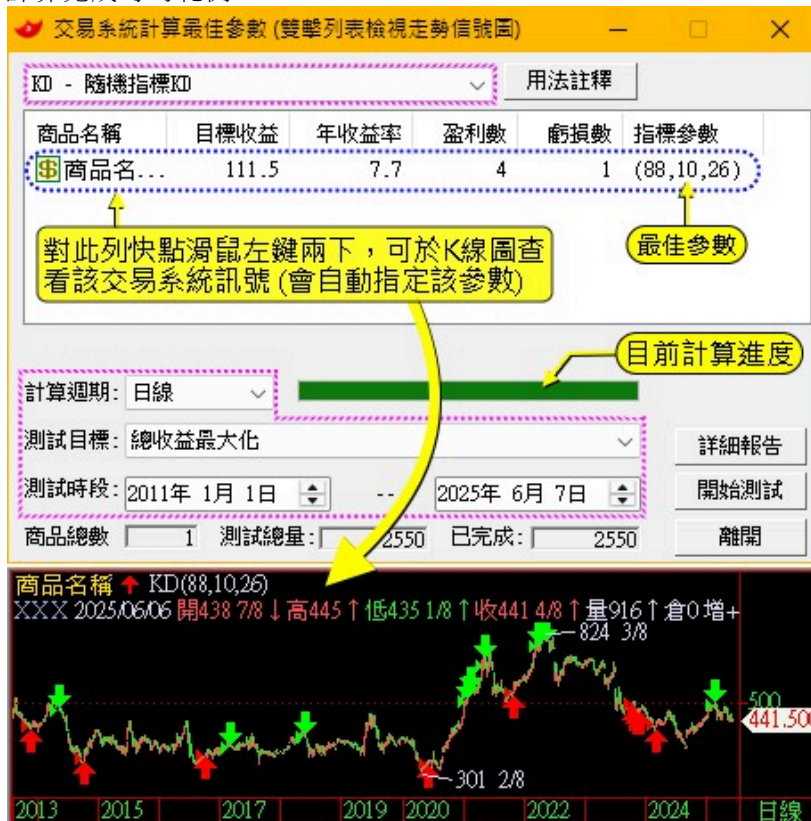 交易系統計算最佳參數 (雙擊列表檢視走勢信號圖)
KD - 隨機指標KD
用法註釋
商品名稱 目標收益 年收益率 盈利數 虧損數 指標參數
商品名... 111.5 7.7 4 1 (88,10,26)
對此列快點滑鼠左鍵兩下，可於K線圖查
看該交易系統訊號 (會自動指定該參數)
最佳參數
目前計算進度
計算週期: 日線
測試目標: 總收益最大化
詳細報告
測試時段: 2011年 1月 1日 -- 2025年 6月 7日
開始測試
商品總數 1 測試總量: 2550 已完成: 2550
離開
商品名稱 KD(88,10,26)
XXX 2025/06/06 開438 7/8↓高445↑低435 1/8↑收441 4/8↑量916↑倉0增+
824 3/8
500
441.500
301 2/8
2013 2015 2017 2019 2020 2022 2024 日線